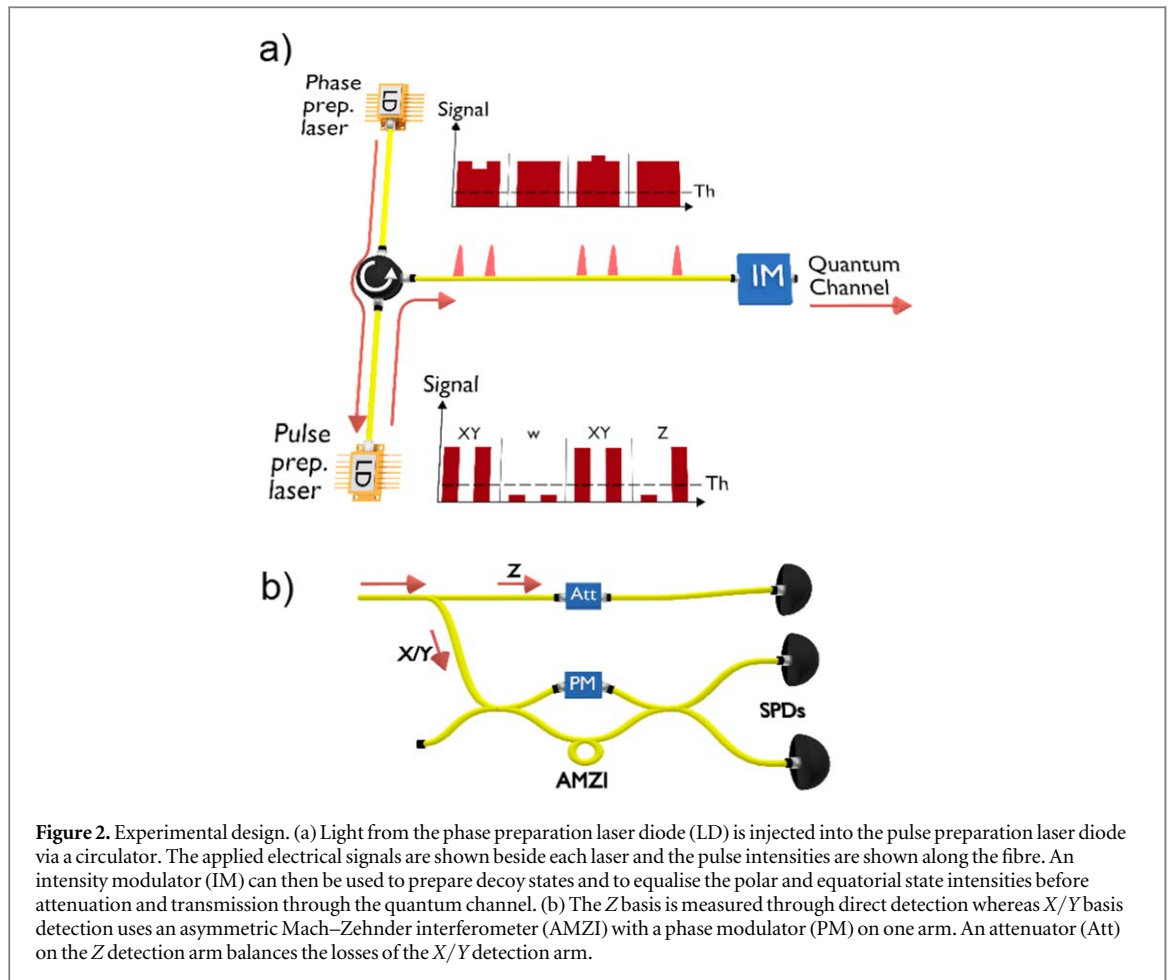 a)
Phase
prep.
laser
LD
Signal
Th
IM
Quantum
Channel
Signal
XY w XY Z
Th
Pulse
prep.
laser
LD
b)
Z
Att
X/Y
PM
SPDs
AMZI
Figure 2. Experimental design. (a) Light from the phase preparation laser diode (LD) is injected into the pulse preparation laser diode
via a circulator. The applied electrical signals are shown beside each laser and the pulse intensities are shown along the fibre. An
intensity modulator (IM) can then be used to prepare decoy states and to equalise the polar and equatorial state intensities before
attenuation and transmission through the quantum channel. (b) The Z basis is measured through direct detection whereas X/Y basis
detection uses an asymmetric Mach–Zehnder interferometer (AMZI) with a phase modulator (PM) on one arm. An attenuator (Att)
on the Z detection arm balances the losses of the X/Y detection arm.